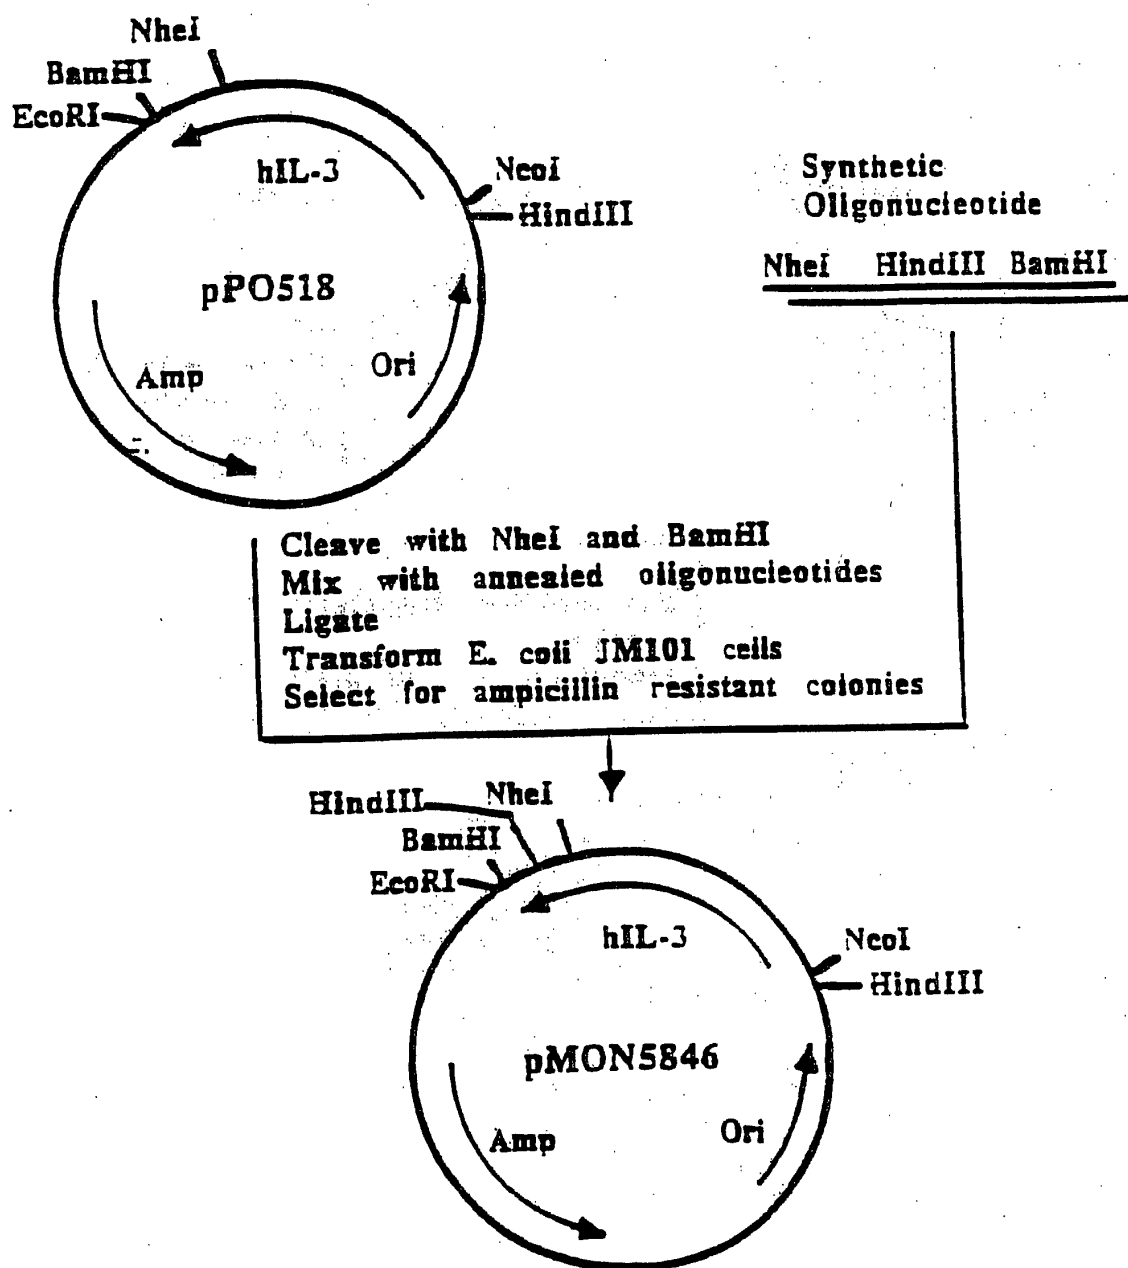 NheI
BamHI
EcoRI
hIL-3
NcoI
HindIII
pPO518
Amp
Ori
Synthetic
Oligonucleotide
NheI HindIII BamHI
Cleave with NheI and BamHI
Mix with annealed oligonucleotides
Ligate
Transform E. coli JM101 cells
Select for ampicillin resistant colonies
HindIII
NheI
BamHI
EcoRI
hIL-3
NcoI
HindIII
pMON5846
Amp
Ori